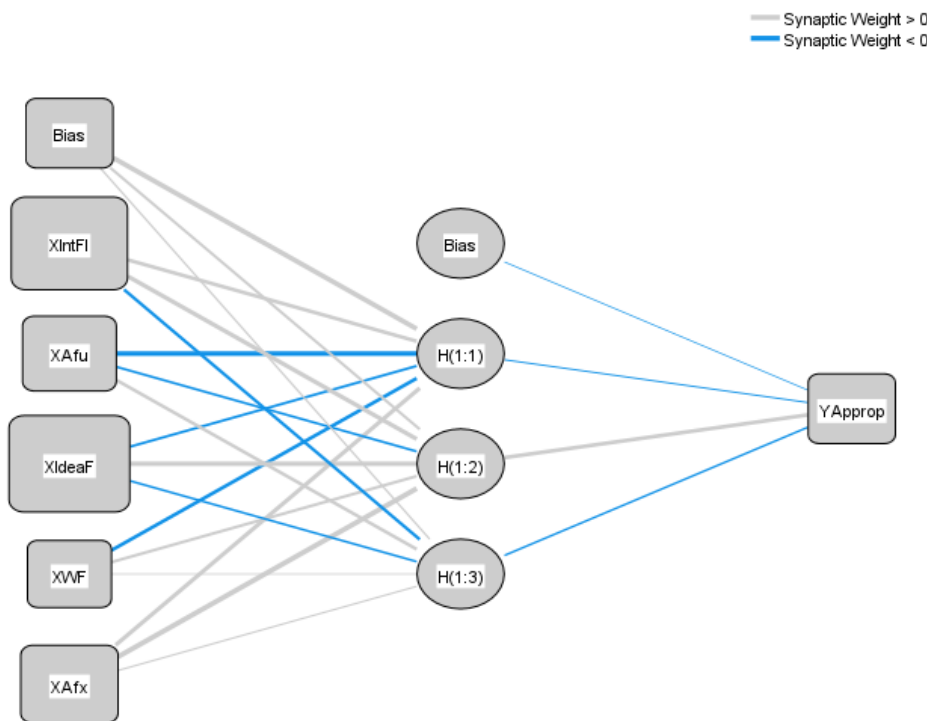 Synaptic Weight > 0
Synaptic Weight < 0
Bias
XIntFl
XAfu
XIdeaF
XWF
XAfx
Bias
H(1:1)
H(1:2)
H(1:3)
YApprop